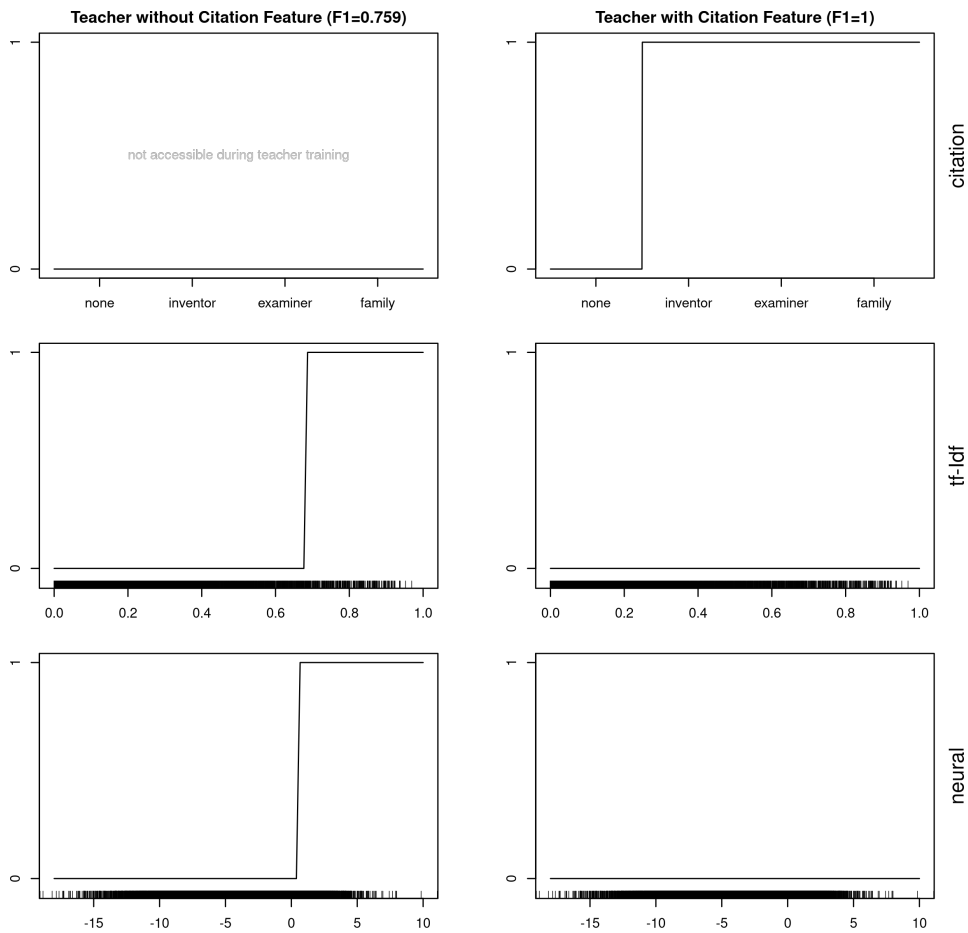 Teacher without Citation Feature (F1=0.759)
Teacher with Citation Feature (F1=1)
1
not accessible during teacher training
0
none inventor examiner family
1
0
none inventor examiner family
citation
1
0
0.0 0.2 0.4 0.6 0.8 1.0
1
0
0.0 0.2 0.4 0.6 0.8 1.0
tf-Idf
1
0
-15 -10 -5 0 5 10
1
0
-15 -10 -5 0 5 10
neural